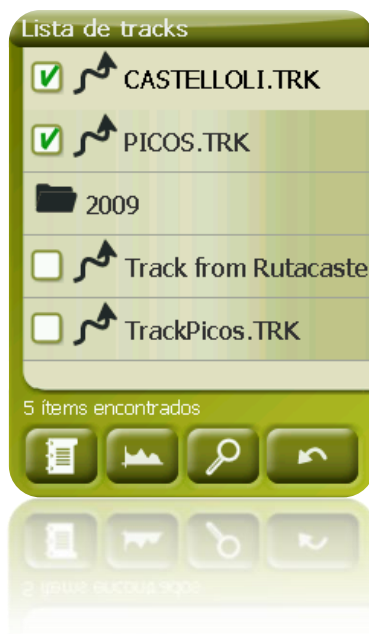 Lista de tracks
CASTELLOLI.TRK
PICOS.TRK
2009
Track from Rutacaste
TrackPicos.TRK
5 ítems encontrados